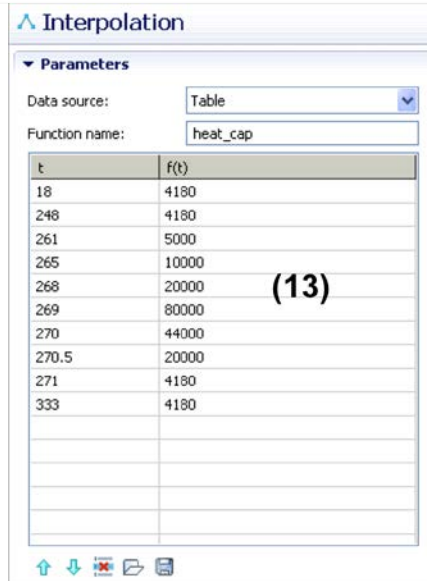 Interpolation
Parameters
Data source: Table
Function name: heat_cap
t f(t)
18 4180
248 4180
261 5000
265 10000
268 20000
269 80000
270 44000
270.5 20000
271 4180
333 4180
(13)